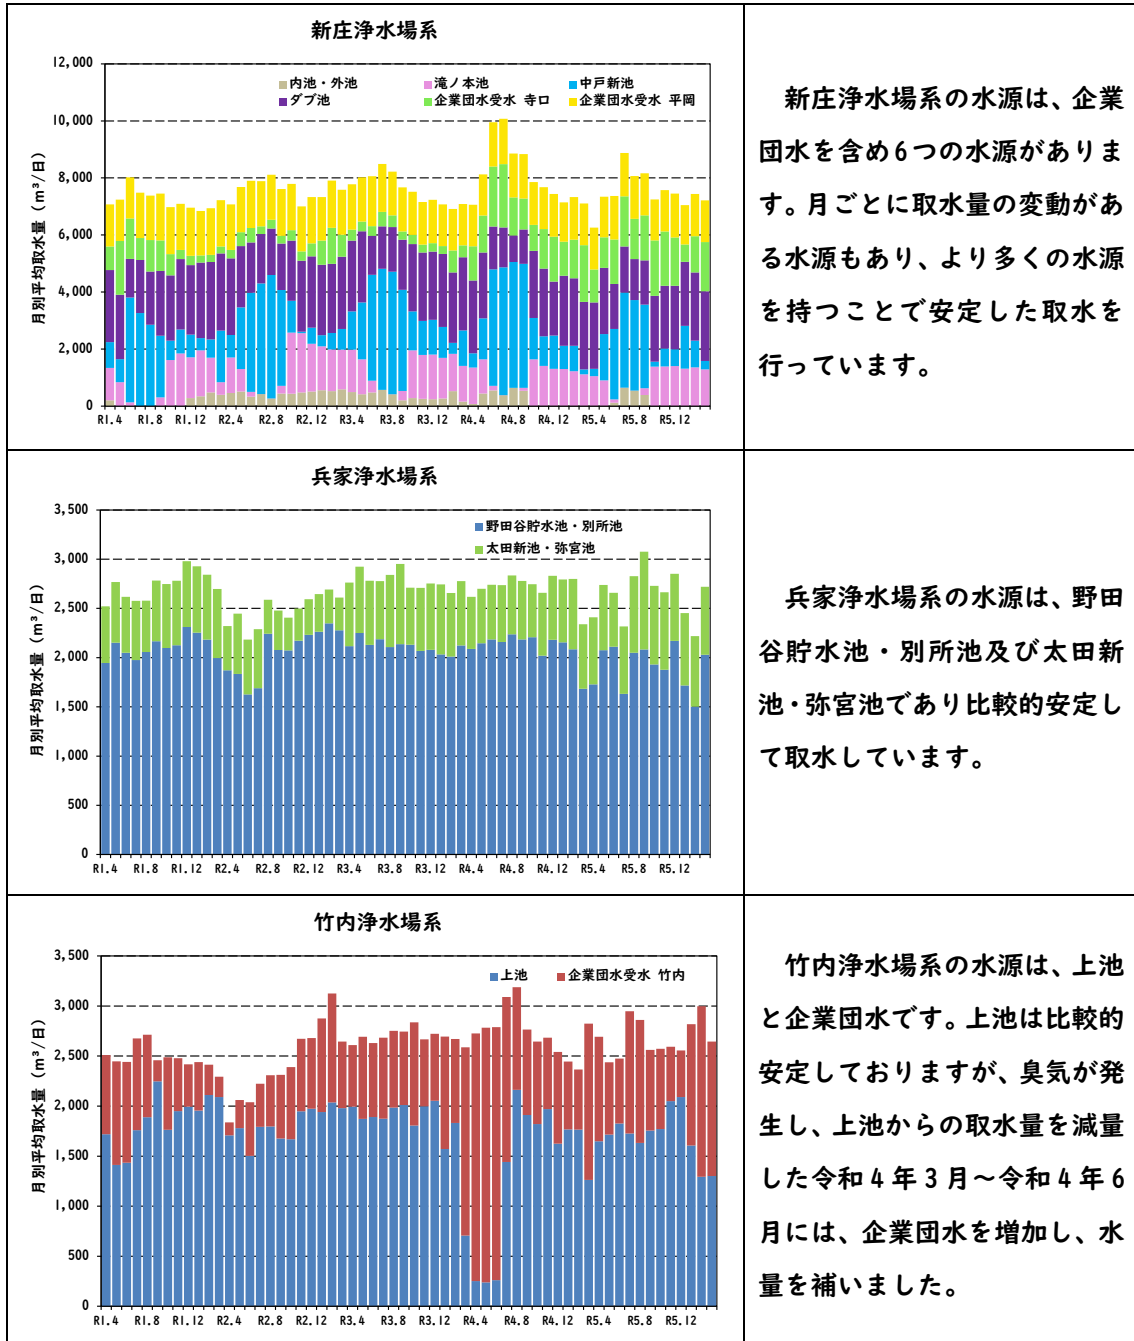 新庄浄水場系
月別平均取水量（m³/日）
12,000
10,000
8,000
6,000
4,000
2,000
0
内池・外池 滝ノ本池 中戸新池
ダブ池 企業団水受水 寺口 企業団水受水 平岡
R1.4 R1.8 R1.12 R2.4 R2.8 R2.12 R3.4 R3.8 R3.12 R4.4 R4.8 R4.12 R5.4 R5.8 R5.12
新庄浄水場系の水源は、企業
団水を含め6つの水源がありま
す。月ごとに取水量の変動があ
る水源もあり、より多くの水源
を持つことで安定した取水を
行っています。
兵家浄水場系
月別平均取水量（m³/日）
3,500
3,000
2,500
2,000
1,500
1,000
500
0
野田谷貯水池・別所池
太田新池・弥宮池
R1.4 R1.8 R1.12 R2.4 R2.8 R2.12 R3.4 R3.8 R3.12 R4.4 R4.8 R4.12 R5.4 R5.8 R5.12
兵家浄水場系の水源は、野田
谷貯水池・別所池及び太田新
池・弥宮池であり比較的安定し
て取水しています。
竹内浄水場系
月別平均取水量（m³/日）
3,500
3,000
2,500
2,000
1,500
1,000
500
0
上池 企業団水受水 竹内
R1.4 R1.8 R1.12 R2.4 R2.8 R2.12 R3.4 R3.8 R3.12 R4.4 R4.8 R4.12 R5.4 R5.8 R5.12
竹内浄水場系の水源は、上池
と企業団水です。上池は比較的
安定しておりますが、臭気が発
生し、上池からの取水量を減量
した令和4年3月～令和4年6
月には、企業団水を増加し、水
量を補いました。